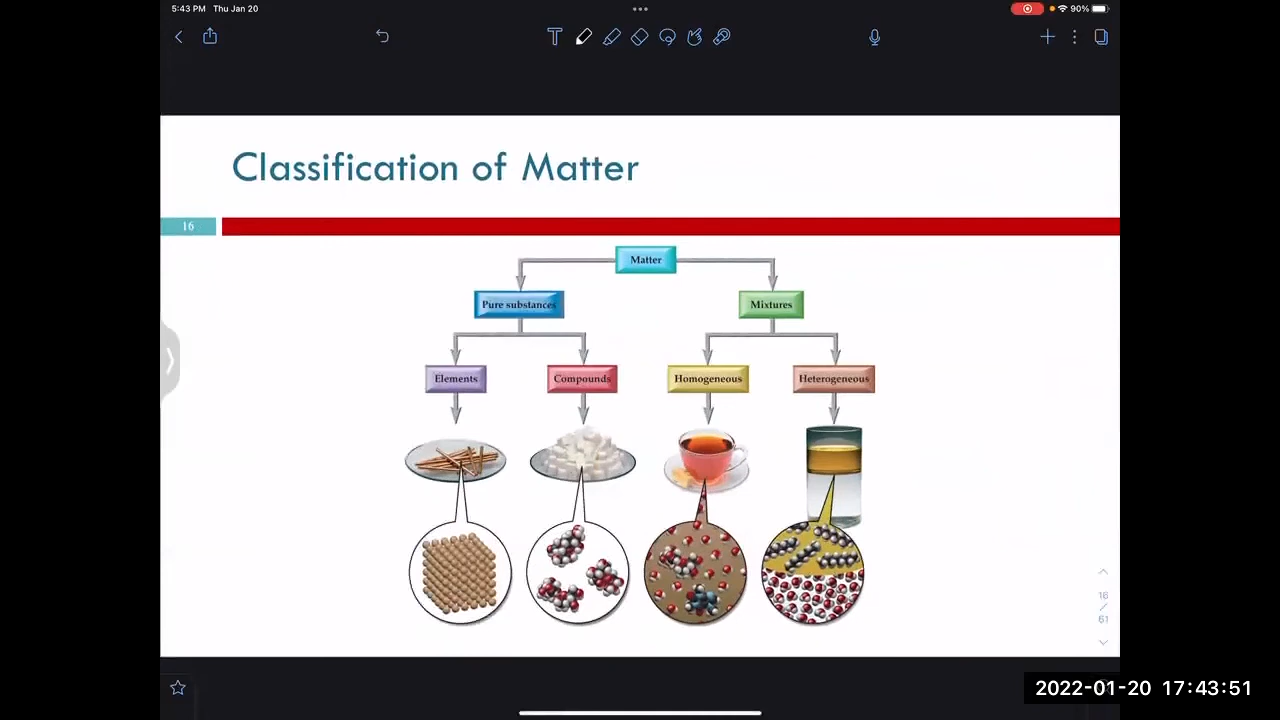 5:43 PM Thu Jan 20
90%
Classification of Matter
16
Matter
Pure substances
Mixtures
Elements
Compounds
Homogeneous
Heterogeneous
16
/
61
2022-01-20 17:43:51